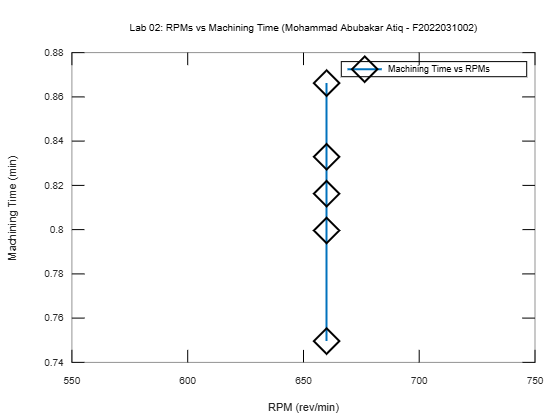 Lab 02: RPMs vs Machining Time (Mohammad Abubakar Atiq - F2022031002)
0.88
Machining Time vs RPMs
0.86
0.84
0.82
0.8
0.78
0.76
0.74
Machining Time (min)
550 600 650 700 750
RPM (rev/min)